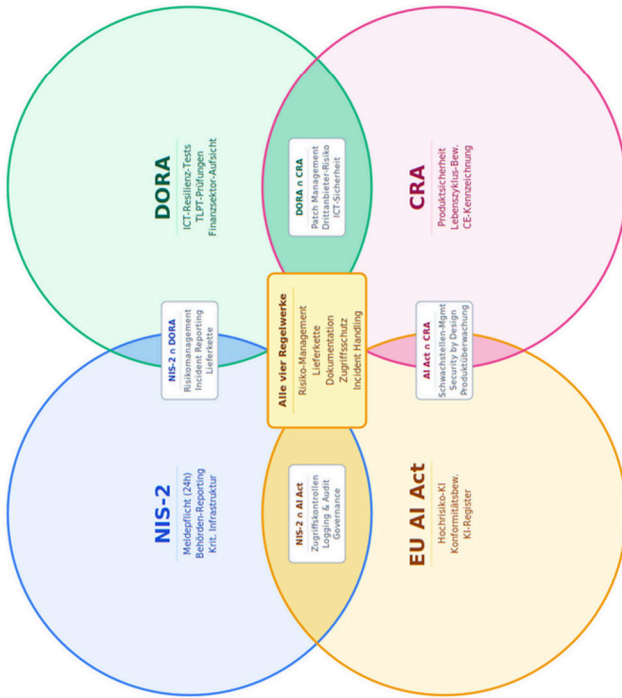 NIS-2
Meldepflicht (24h)
Behörden-Reporting
Krit. Infrastruktur
NIS-2 ∩ DORA
Risikomanagement
Incident Reporting
Lieferkette
DORA
ICT-Resilienz-Tests
TLPT-Prüfungen
Finanzsektor-Aufsicht
NIS-2 ∩ AI Act
Zugriffskontrollen
Logging & Audit
Governance
Alle vier Regelwerke
Risiko-Management
Lieferkette
Dokumentation
Zugriffsschutz
Incident Handling
DORA ∩ CRA
Patch Management
Drittanbieter-Risiko
ICT-Sicherheit
EU AI Act
Hochrisiko-KI
Konformitätsbew.
KI-Register
AI Act ∩ CRA
Schwachstellen-Mgmt
Security by Design
Produktüberwachung
CRA
Produktsicherheit
Lebenszyklus-Bew.
CE-Kennzeichnung